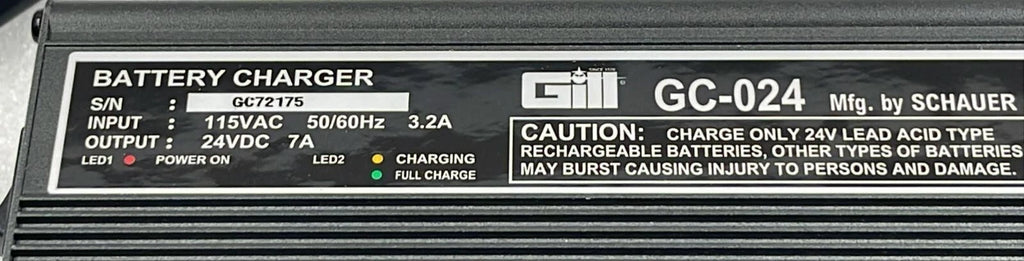 BATTERY CHARGER
S/N : GC72175
INPUT : 115VAC 50/60Hz 3.2A
OUTPUT : 24VDC 7A
LED1 POWER ON LED2 CHARGING
FULL CHARGE
Gill GC-024 Mfg. by SCHAUER
CAUTION: CHARGE ONLY 24V LEAD ACID TYPE
RECHARGEABLE BATTERIES, OTHER TYPES OF BATTERIES
MAY BURST CAUSING INJURY TO PERSONS AND DAMAGE.